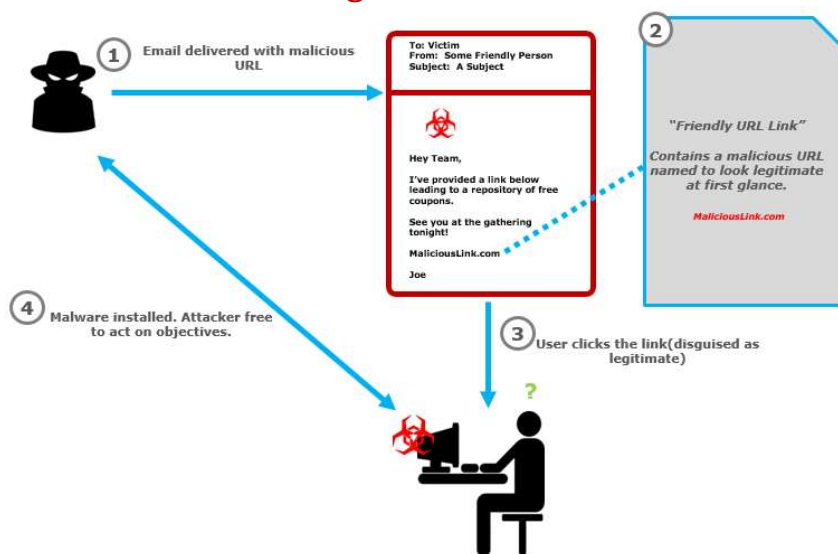 1
Email delivered with malicious
URL
To: Victim
From: Some Friendly Person
Subject: A Subject
Hey Team,
I've provided a link below
leading to a repository of free
coupons.
See you at the gathering
tonight!
MaliciousLink.com
Joe
2
"Friendly URL Link"
Contains a malicious URL
named to look legitimate
at first glance.
MaliciousLink.com
3
User clicks the link(disguised as
legitimate)
?
4
Malware installed. Attacker free
to act on objectives.